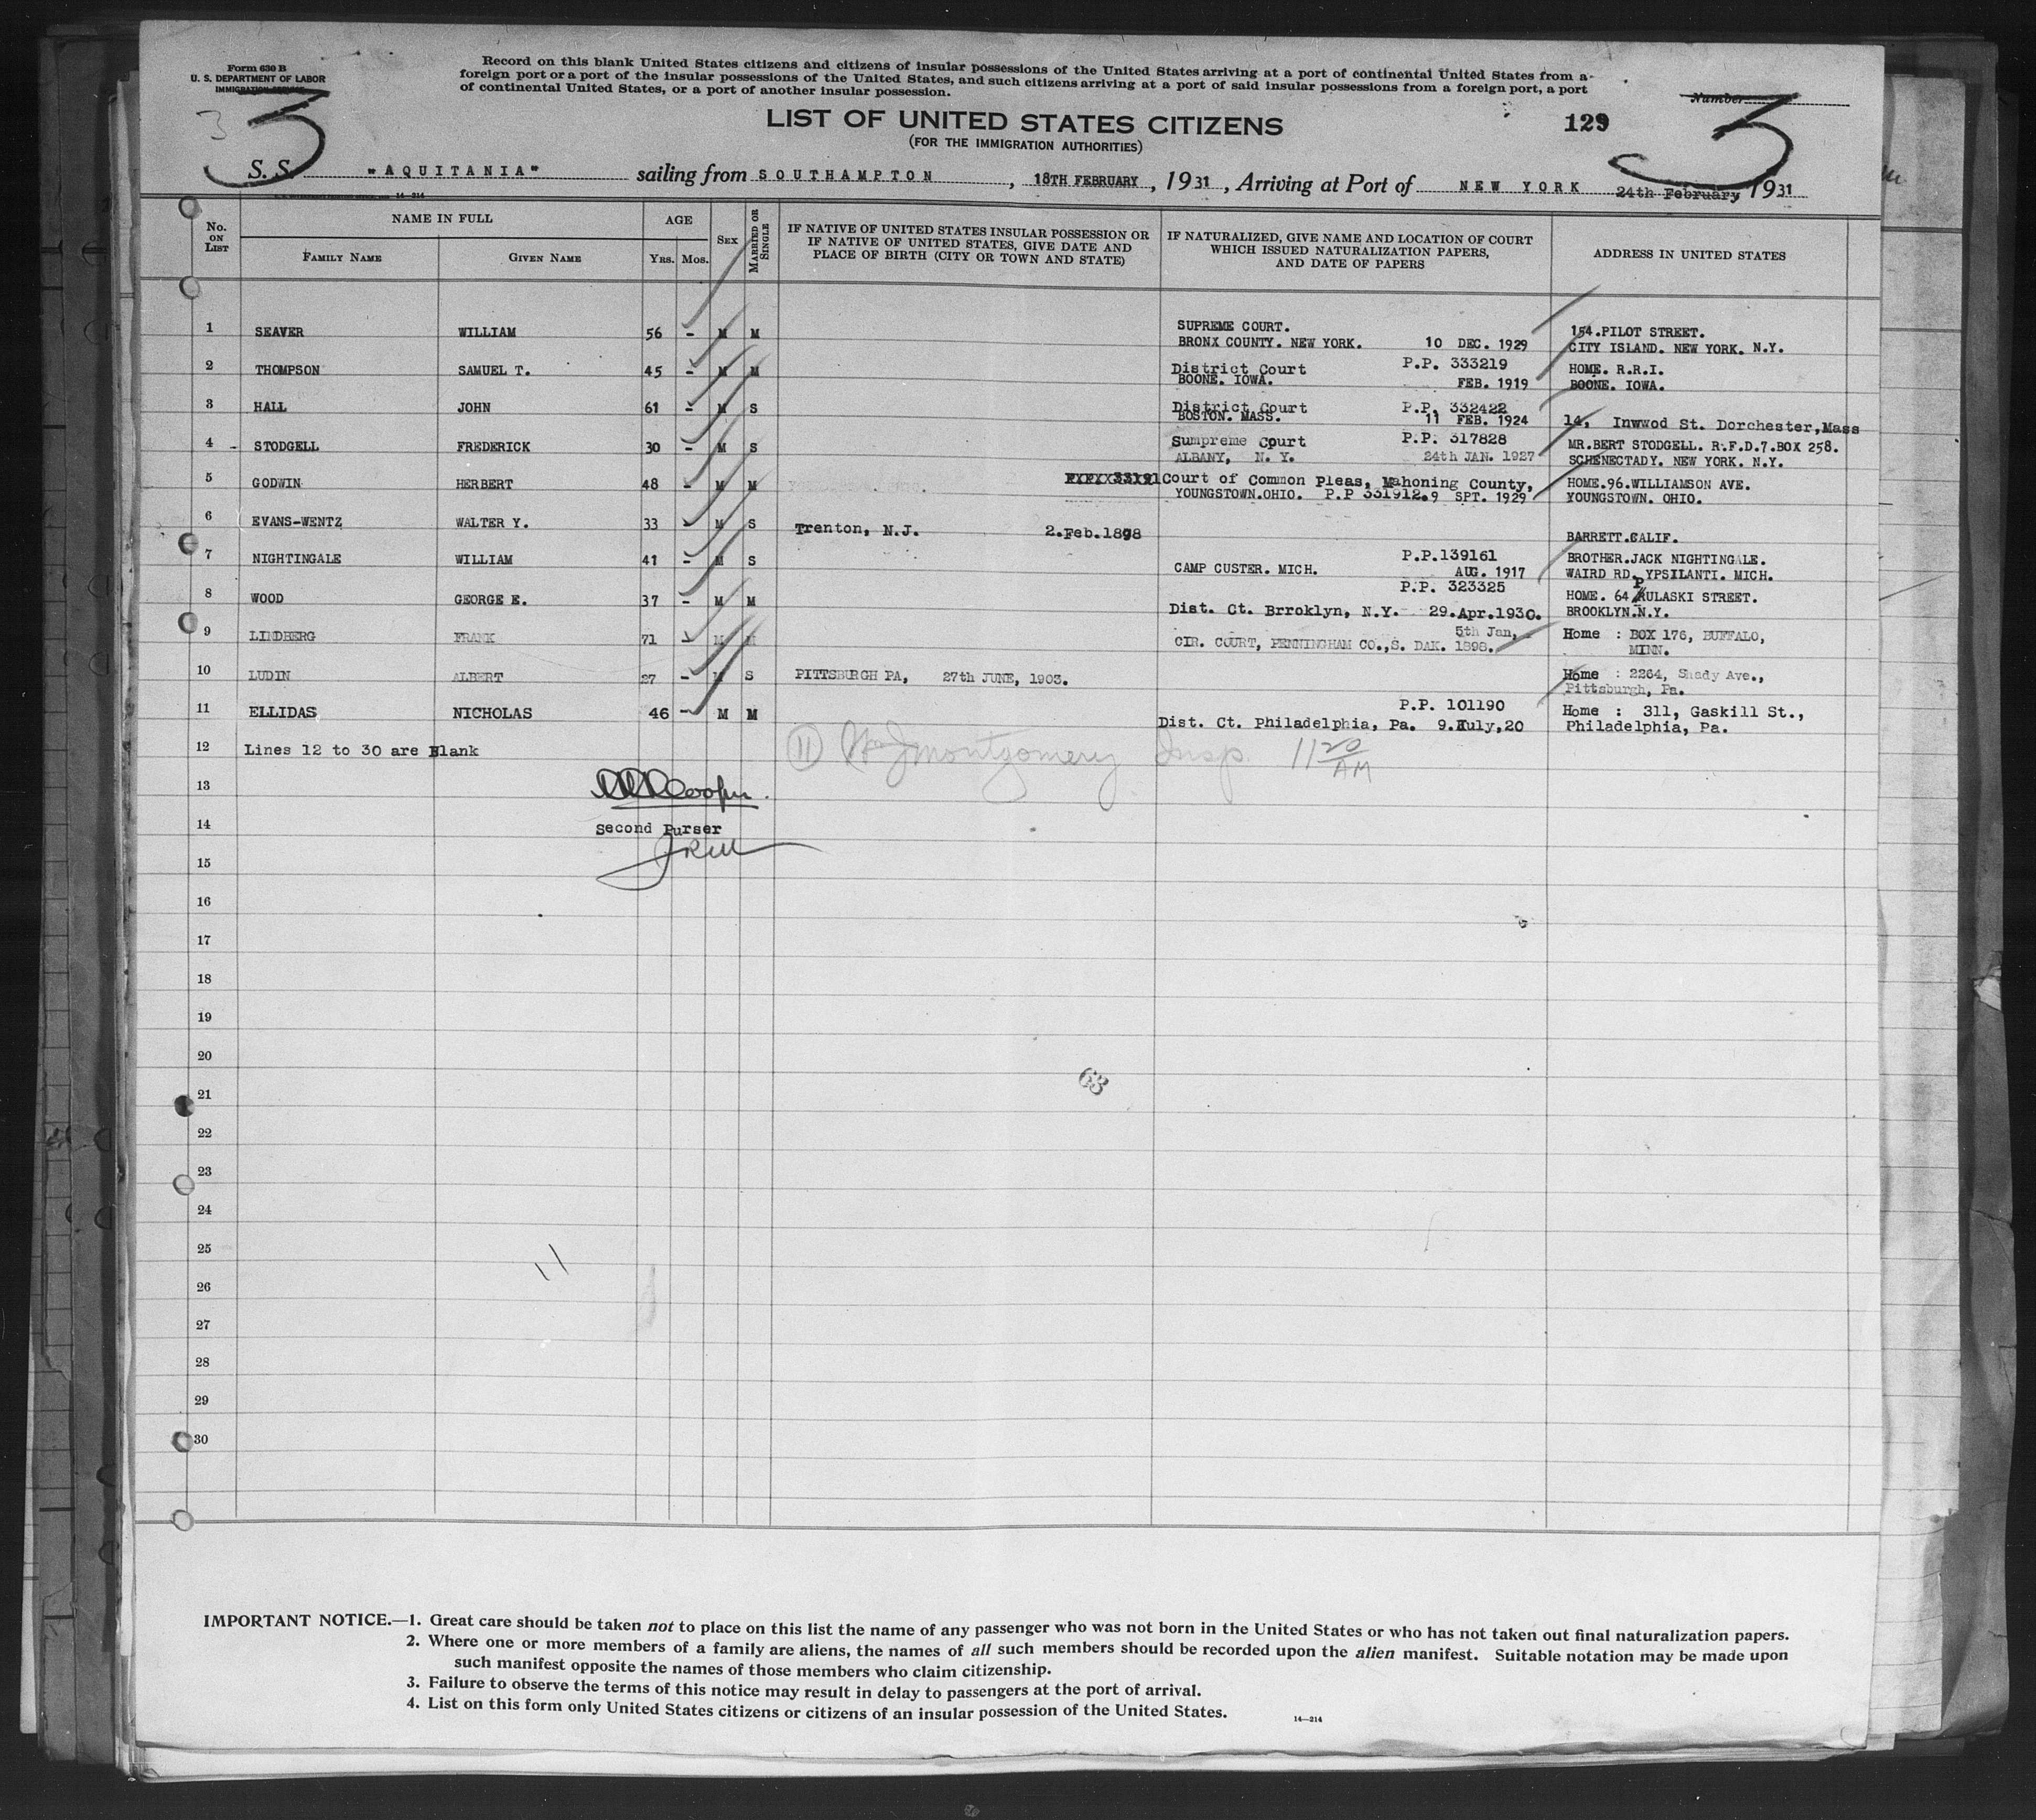 Form 630 B
U. S. DEPARTMENT OF LABOR
IMMIGRATION SERVICE
Record on this blank United States citizens and citizens of insular possessions of the United States arriving at a port of continental United States from a
foreign port or a port of the insular possessions of the United States, and such citizens arriving at a port of said insular possessions from a foreign port, a port
of continental United States, or a port of another insular possession.
Number
3 3
LIST OF UNITED STATES CITIZENS
(FOR THE IMMIGRATION AUTHORITIES)
129 3
S. S. "AQUITANIA" sailing from SOUTHAMPTON, 18TH FEBRUARY, 1931, Arriving at Port of NEW YORK 24th February 1931
14-214
No. ON LIST
NAME IN FULL
FAMILY NAME
GIVEN NAME
AGE
YRS. MOS.
SEX
MARRIED OR SINGLE
IF NATIVE OF UNITED STATES INSULAR POSSESSION OR
IF NATIVE OF UNITED STATES, GIVE DATE AND
PLACE OF BIRTH (CITY OR TOWN AND STATE)
IF NATURALIZED, GIVE NAME AND LOCATION OF COURT
WHICH ISSUED NATURALIZATION PAPERS,
AND DATE OF PAPERS
ADDRESS IN UNITED STATES
1 SEAVER WILLIAM 56 - M M SUPREME COURT. 154.PILOT STREET.
BRONX COUNTY. NEW YORK. 10 DEC. 1929 CITY ISLAND. NEW YORK. N.Y.
2 THOMPSON SAMUEL T. 45 - M M District Court P.P. 333219 HOME. R.R.I.
BOONE. IOWA. FEB. 1919 BOONE. IOWA.
3 HALL JOHN 61 - M S District Court P.P. 332422
BOSTON. MASS. 11 FEB. 1924 14, Inwwod St. Dorchester,Mass
4 - STODGELL FREDERICK 30 - M S Sumpreme Court P.P. 317828 MR.BERT STODGELL. R.F.D.7.BOX 258.
ALBANY, N. Y. 24th JAN. 1927 SCHENECTADY. NEW YORK. N.Y.
5 GODWIN HERBERT 48 - M M Court of Common Pleas, Mahoning County, HOME.96.WILLIAMSON AVE.
YOUNGSTOWN.OHIO. P.P 331912.9 SPT. 1929 YOUNGSTOWN. OHIO.
6 EVANS-WENTZ WALTER Y. 33 - M S Trenton, N.J. 2.Feb.1898 BARRETT.CALIF.
7 NIGHTINGALE WILLIAM 41 - M S P.P.139161 BROTHER.JACK NIGHTINGALE.
CAMP CUSTER. MICH. AUG. 1917 WAIRD RD. YPSILANTI. MICH.
8 WOOD GEORGE E. 37 - M M P.P. 323325 HOME. 64 PULASKI STREET.
Dist. Ct. Brroklyn, N.Y. 29.Apr.1930. BROOKLYN.N.Y.
9 LINDBERG FRANK 71 - M M 5th Jan, Home : BOX 176, BUFFALO,
CIR. COURT, PENNINGHAM CO.,S. DAK. 1898. MINN.
10 LUDIN ALBERT 27 - M S PITTSBURGH PA, 27th JUNE, 1903. Home : 2264, Shady Ave.,
Pittsburgh, Pa.
11 ELLIDAS NICHOLAS 46 - M M P.P. 101190 Home : 311, Gaskill St.,
Dist. Ct. Philadelphia, Pa. 9.July,20 Philadelphia, Pa.
12 Lines 12 to 30 are Blank
11 Montgomery Insp. 11 20 AM
13 Cooper.
14 Second Purser
15
16
17
18
19
20
63
21
22
23
24
25
11
26
27
28
29
30
IMPORTANT NOTICE.—1. Great care should be taken not to place on this list the name of any passenger who was not born in the United States or who has not taken out final naturalization papers.
2. Where one or more members of a family are aliens, the names of all such members should be recorded upon the alien manifest. Suitable notation may be made upon
such manifest opposite the names of those members who claim citizenship.
3. Failure to observe the terms of this notice may result in delay to passengers at the port of arrival.
4. List on this form only United States citizens or citizens of an insular possession of the United States.
14-214